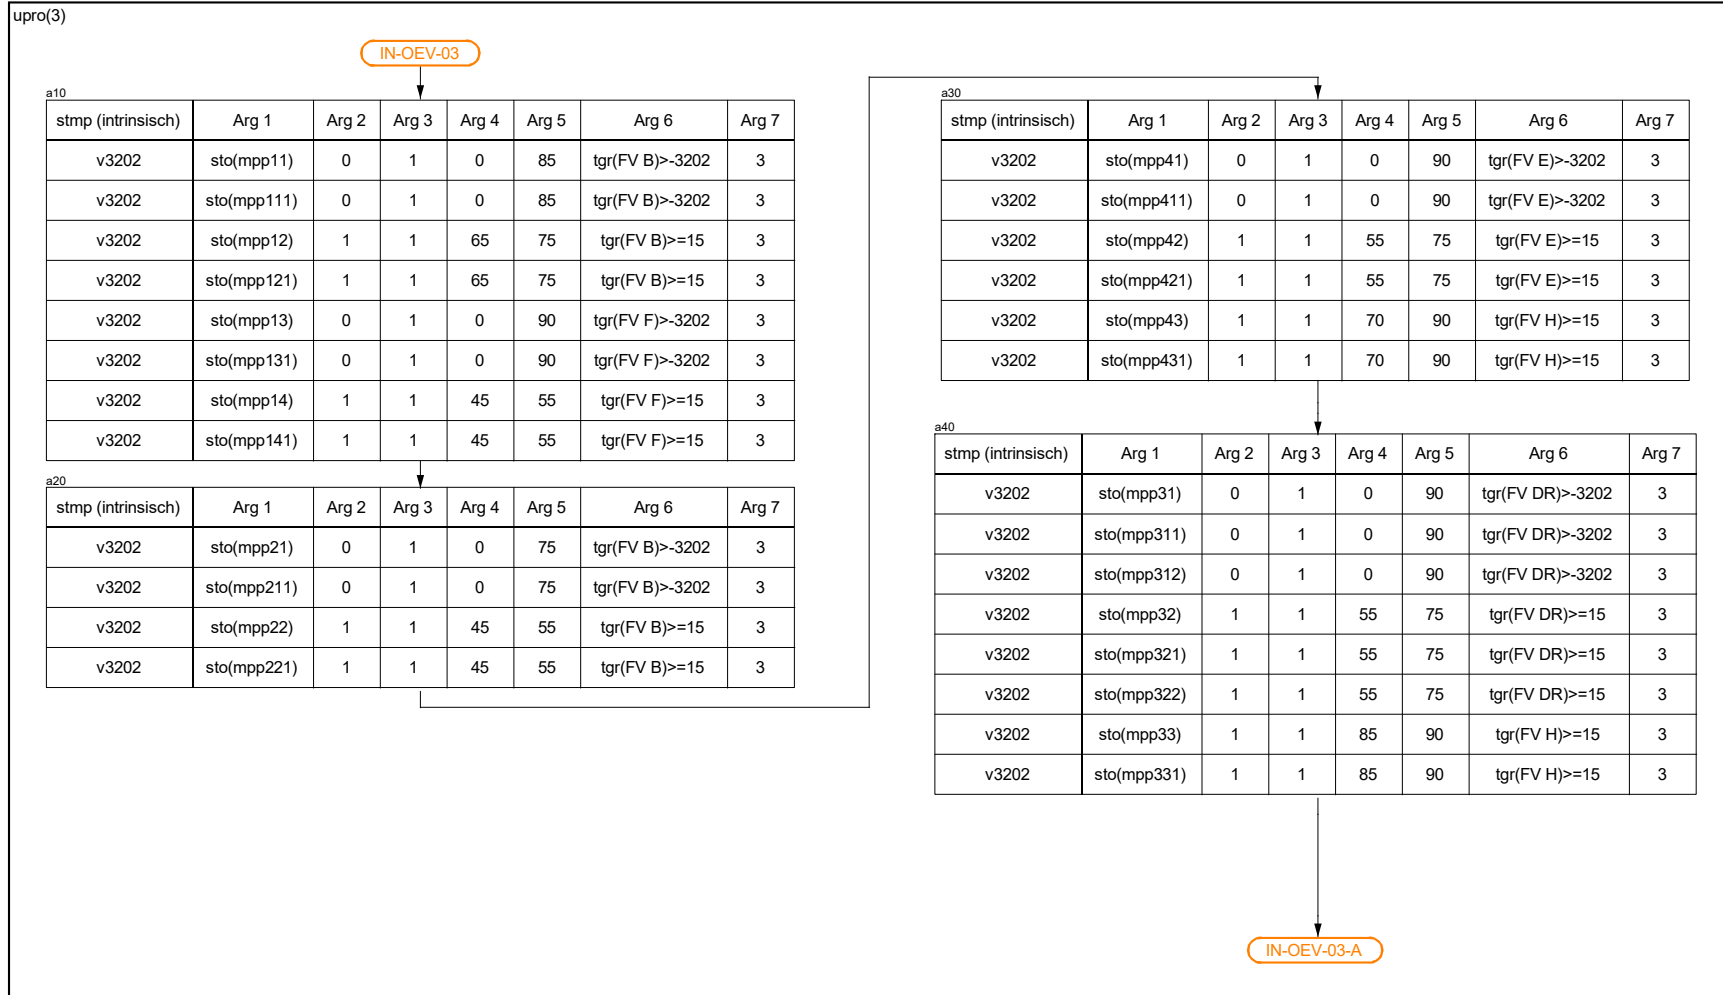 upro(3)
IN-OEV-03
a10
stmp (intrinsisch) Arg 1 Arg 2 Arg 3 Arg 4 Arg 5 Arg 6 Arg 7
v3202 sto(mpp11) 0 1 0 85 tgr(FV B)>-3202 3
v3202 sto(mpp111) 0 1 0 85 tgr(FV B)>-3202 3
v3202 sto(mpp12) 1 1 65 75 tgr(FV B)>=15 3
v3202 sto(mpp121) 1 1 65 75 tgr(FV B)>=15 3
v3202 sto(mpp13) 0 1 0 90 tgr(FV F)>-3202 3
v3202 sto(mpp131) 0 1 0 90 tgr(FV F)>-3202 3
v3202 sto(mpp14) 1 1 45 55 tgr(FV F)>=15 3
v3202 sto(mpp141) 1 1 45 55 tgr(FV F)>=15 3
a20
stmp (intrinsisch) Arg 1 Arg 2 Arg 3 Arg 4 Arg 5 Arg 6 Arg 7
v3202 sto(mpp21) 0 1 0 75 tgr(FV B)>-3202 3
v3202 sto(mpp211) 0 1 0 75 tgr(FV B)>-3202 3
v3202 sto(mpp22) 1 1 45 55 tgr(FV B)>=15 3
v3202 sto(mpp221) 1 1 45 55 tgr(FV B)>=15 3
a30
stmp (intrinsisch) Arg 1 Arg 2 Arg 3 Arg 4 Arg 5 Arg 6 Arg 7
v3202 sto(mpp41) 0 1 0 90 tgr(FV E)>-3202 3
v3202 sto(mpp411) 0 1 0 90 tgr(FV E)>-3202 3
v3202 sto(mpp42) 1 1 55 75 tgr(FV E)>=15 3
v3202 sto(mpp421) 1 1 55 75 tgr(FV E)>=15 3
v3202 sto(mpp43) 1 1 70 90 tgr(FV H)>=15 3
v3202 sto(mpp431) 1 1 70 90 tgr(FV H)>=15 3
a40
stmp (intrinsisch) Arg 1 Arg 2 Arg 3 Arg 4 Arg 5 Arg 6 Arg 7
v3202 sto(mpp31) 0 1 0 90 tgr(FV DR)>-3202 3
v3202 sto(mpp311) 0 1 0 90 tgr(FV DR)>-3202 3
v3202 sto(mpp312) 0 1 0 90 tgr(FV DR)>-3202 3
v3202 sto(mpp32) 1 1 55 75 tgr(FV DR)>=15 3
v3202 sto(mpp321) 1 1 55 75 tgr(FV DR)>=15 3
v3202 sto(mpp322) 1 1 55 75 tgr(FV DR)>=15 3
v3202 sto(mpp33) 1 1 85 90 tgr(FV H)>=15 3
v3202 sto(mpp331) 1 1 85 90 tgr(FV H)>=15 3
IN-OEV-03-A